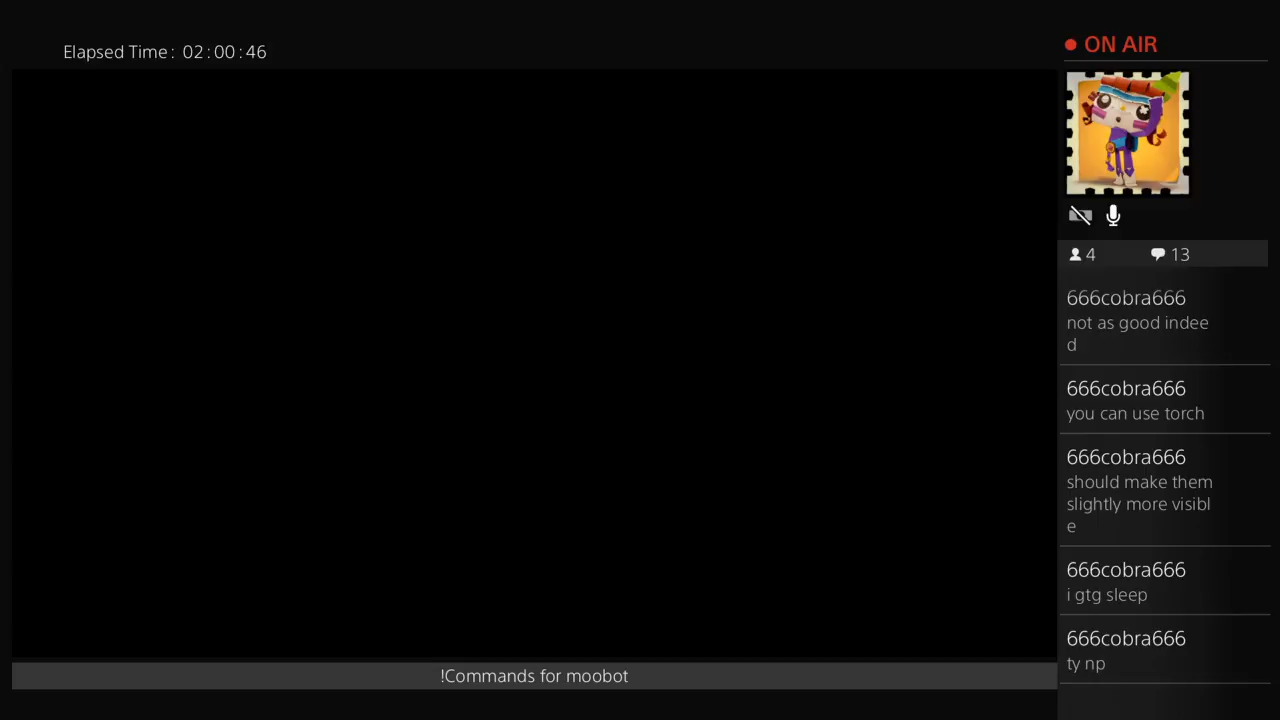 Elapsed Time: 02:00:46
ON AIR
4 13
666cobra666
not as good indee
d
666cobra666
you can use torch
666cobra666
should make them
slightly more visibl
e
666cobra666
i gtg sleep
666cobra666
ty np
!Commands for moobot